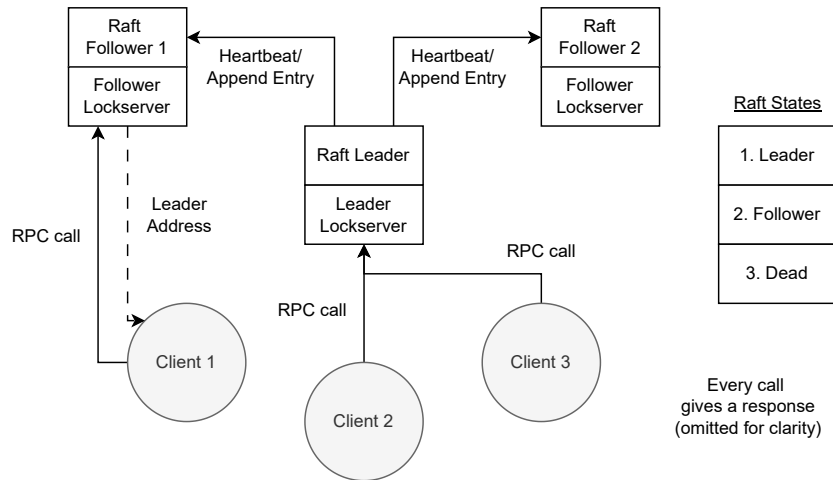 Raft
Follower 1
Follower
Lockserver
Heartbeat/
Append Entry
Heartbeat/
Append Entry
Raft
Follower 2
Follower
Lockserver
Raft Leader
Leader
Lockserver
Leader
Address
RPC call
RPC call
RPC call
Client 1
Client 2
Client 3
Raft States
1. Leader
2. Follower
3. Dead
Every call
gives a response
(omitted for clarity)